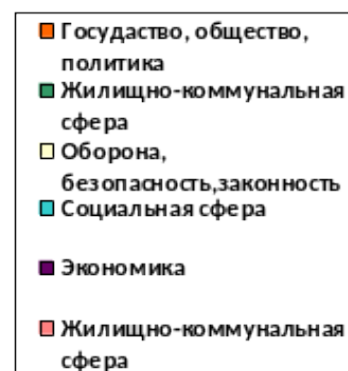 Госудаство, общество,
политика
Жилищно-коммунальная
сфера
Оборона,
безопасность,законность
Социальная сфера
Экономика
Жилищно-коммунальная
сфера